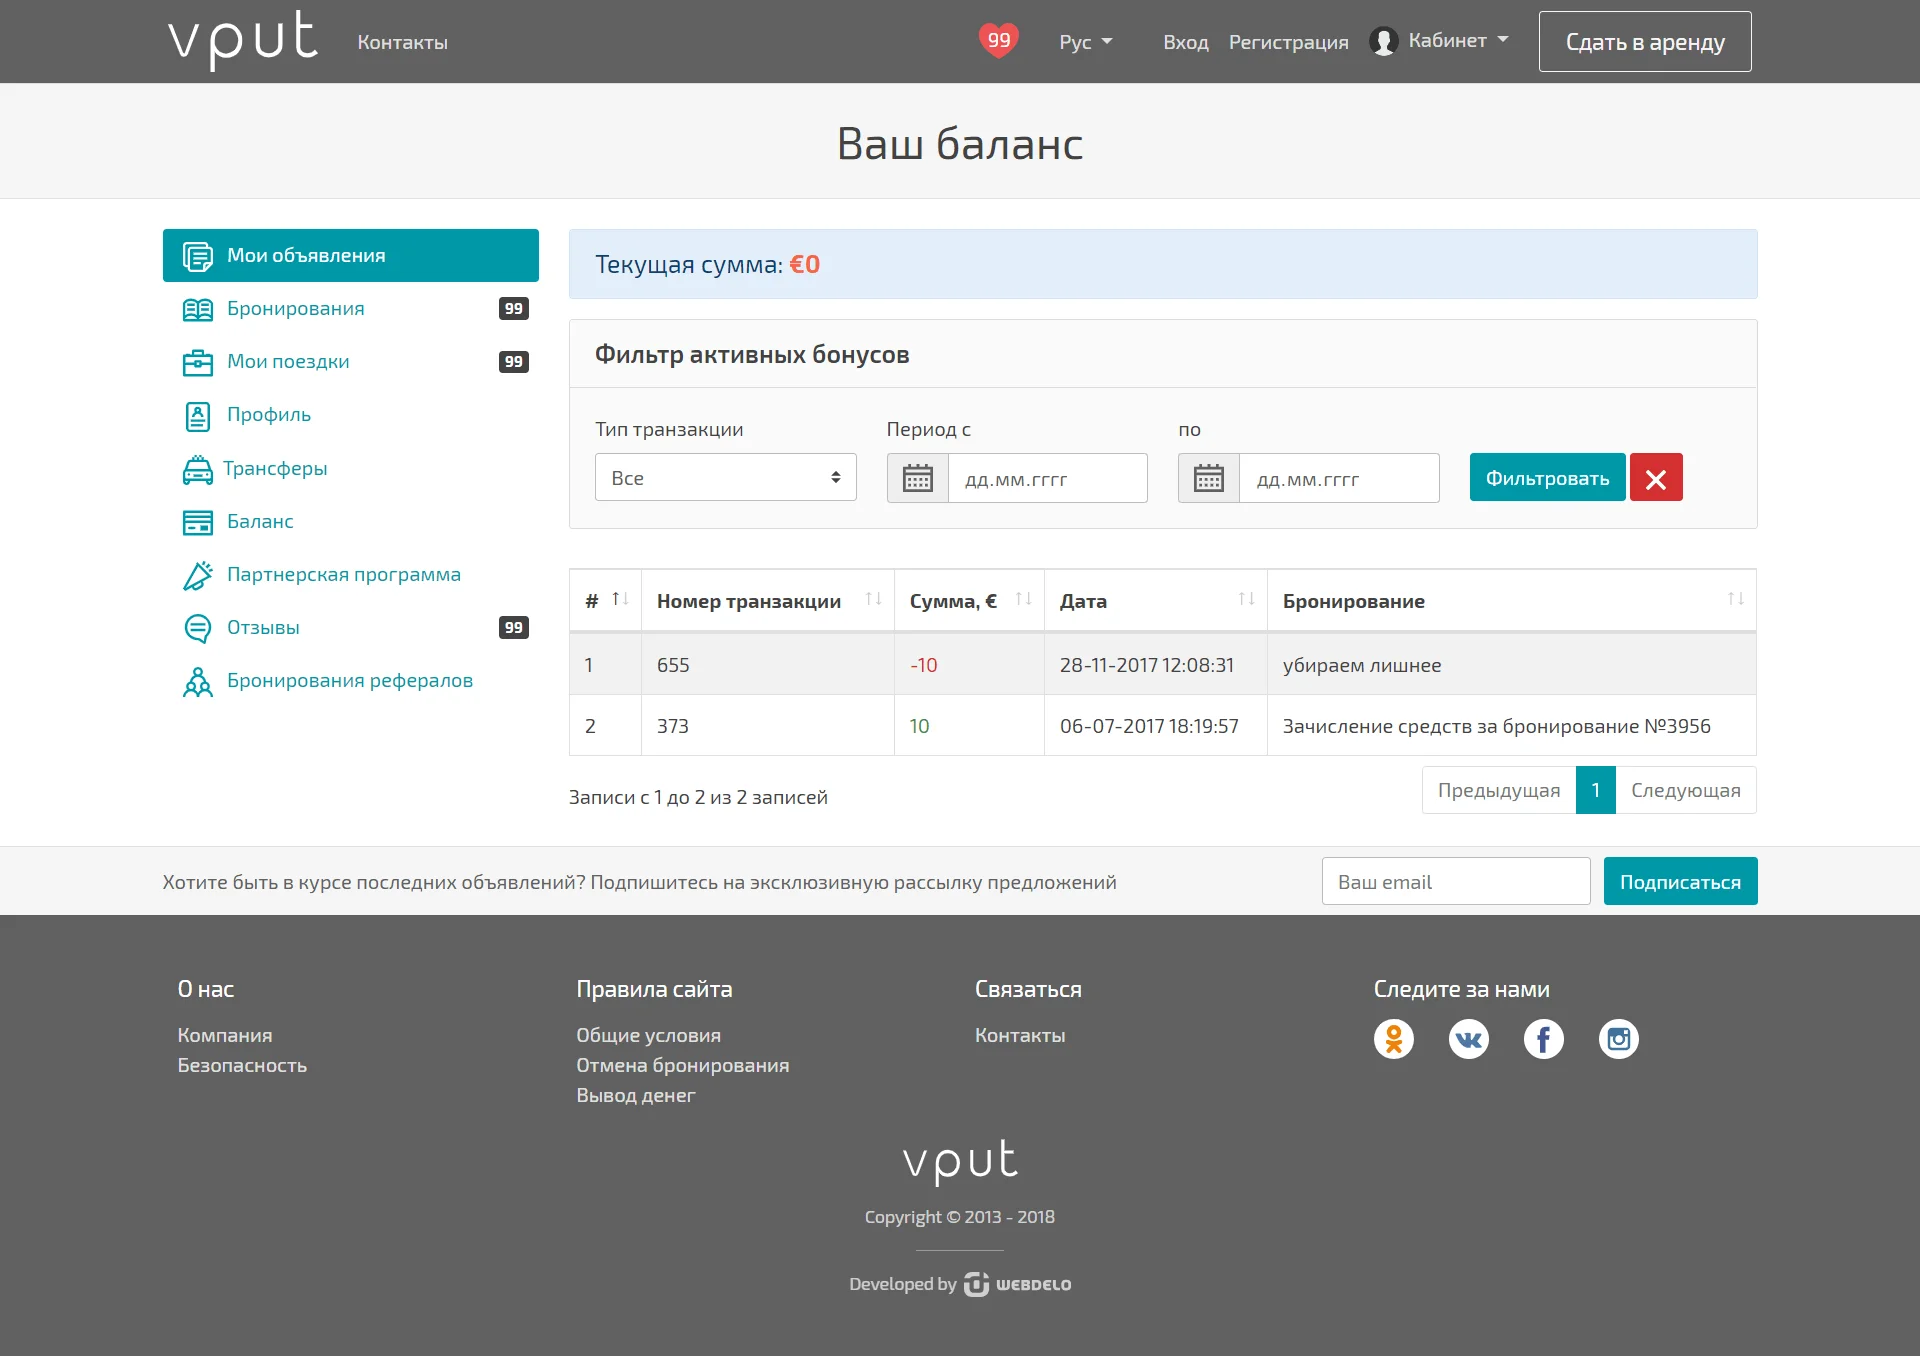 vput Контакты 99 Рус Вход Регистрация Кабинет Сдать в аренду
Ваш баланс
Мои объявления
Бронирования 99
Мои поездки 99
Профиль
Трансферы
Баланс
Партнерская программа
Отзывы 99
Бронирования рефералов
Текущая сумма: €0
Фильтр активных бонусов
Тип транзакции Период с по
Все дд.мм.гггг дд.мм.гггг Фильтровать
# Номер транзакции Сумма, € Дата Бронирование
1 655 -10 28-11-2017 12:08:31 убираем лишнее
2 373 10 06-07-2017 18:19:57 Зачисление средств за бронирование №3956
Записи с 1 до 2 из 2 записей Предыдущая 1 Следующая
Хотите быть в курсе последних объявлений? Подпишитесь на эксклюзивную рассылку предложений Ваш email Подписаться
О нас
Компания
Безопасность
Правила сайта
Общие условия
Отмена бронирования
Вывод денег
Связаться
Контакты
Следите за нами
vput
Copyright © 2013 - 2018
Developed by WEBDELO